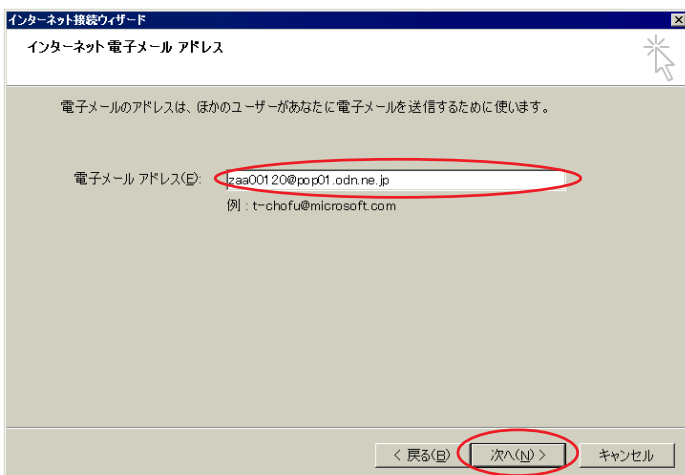 インターネット接続ウィザード
インターネット電子メール アドレス
電子メールのアドレスは、ほかのユーザーがあなたに電子メールを送信するために使います。
電子メール アドレス(E): zaa00120@pop01.odn.ne.jp
例 : t-chofu@microsoft.com
< 戻る(B) 次へ(N) > キャンセル